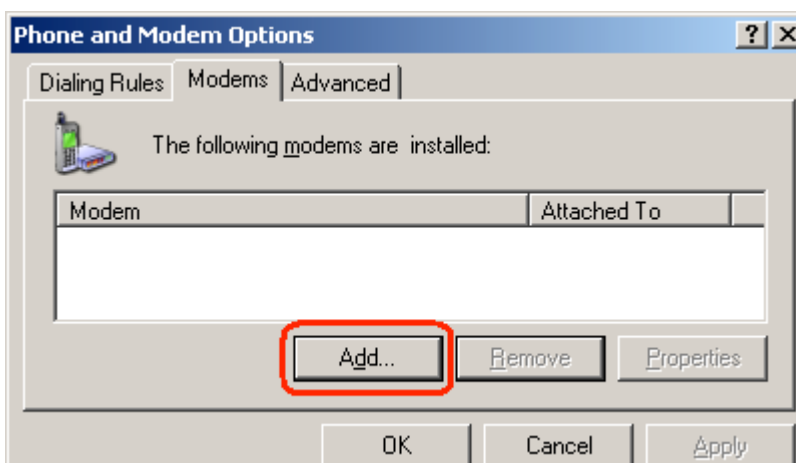 Phone and Modem Options
Dialing Rules Modems Advanced
The following modems are installed:
Modem Attached To
Add... Remove Properties
OK Cancel Apply